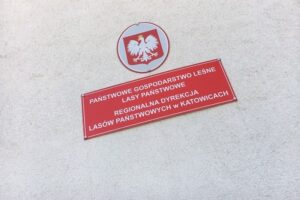 PAŃSTWOWE GOSPODARSTWO LEŚNE
LASY PAŃSTWOWE
REGIONALNA DYREKCJA
LASÓW PAŃSTWOWYCH w KATOWICACH